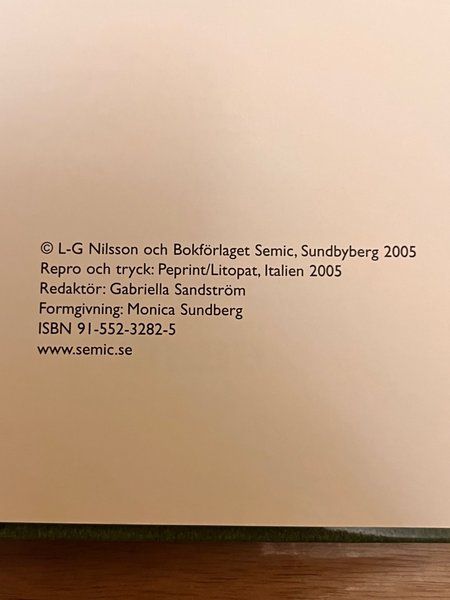 © L-G Nilsson och Bokförlaget Semic, Sundbyberg 2005
Repro och tryck: Peprint/Litopat, Italien 2005
Redaktör: Gabriella Sandström
Formgivning: Monica Sundberg
ISBN 91-552-3282-5
www.semic.se